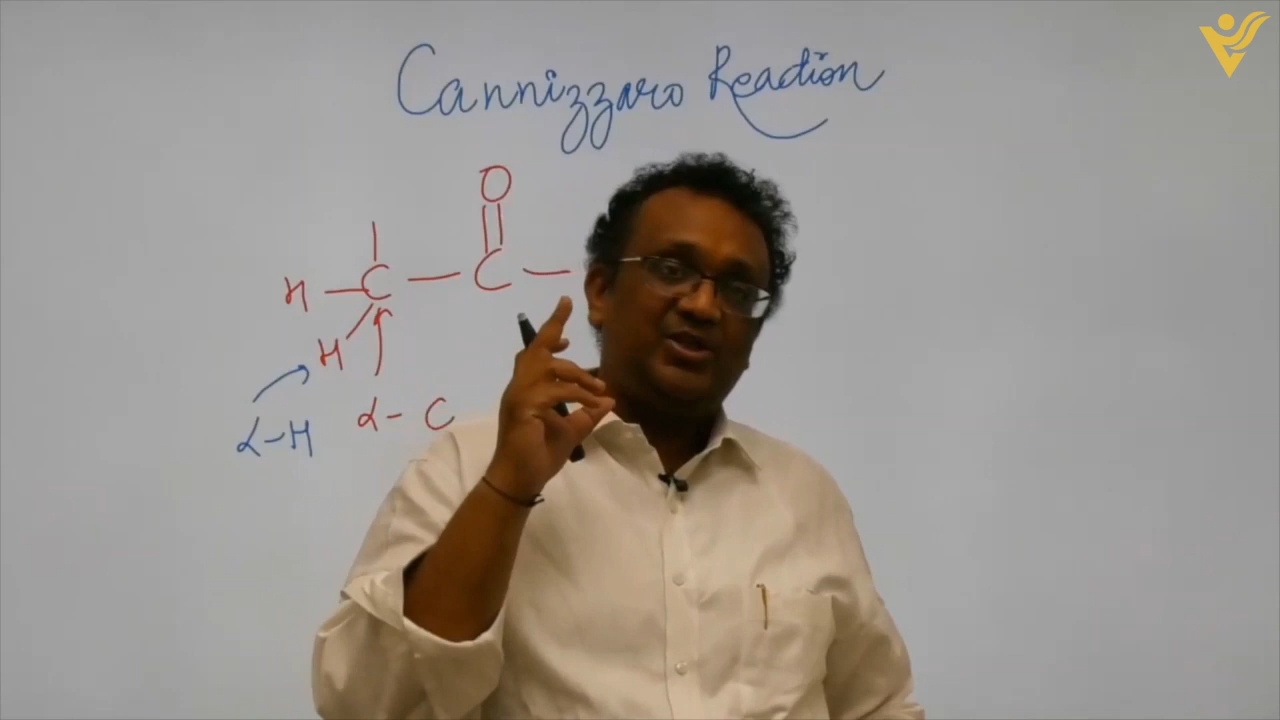 Cannizzaro Reaction
O
H C C
H
α-H α-C